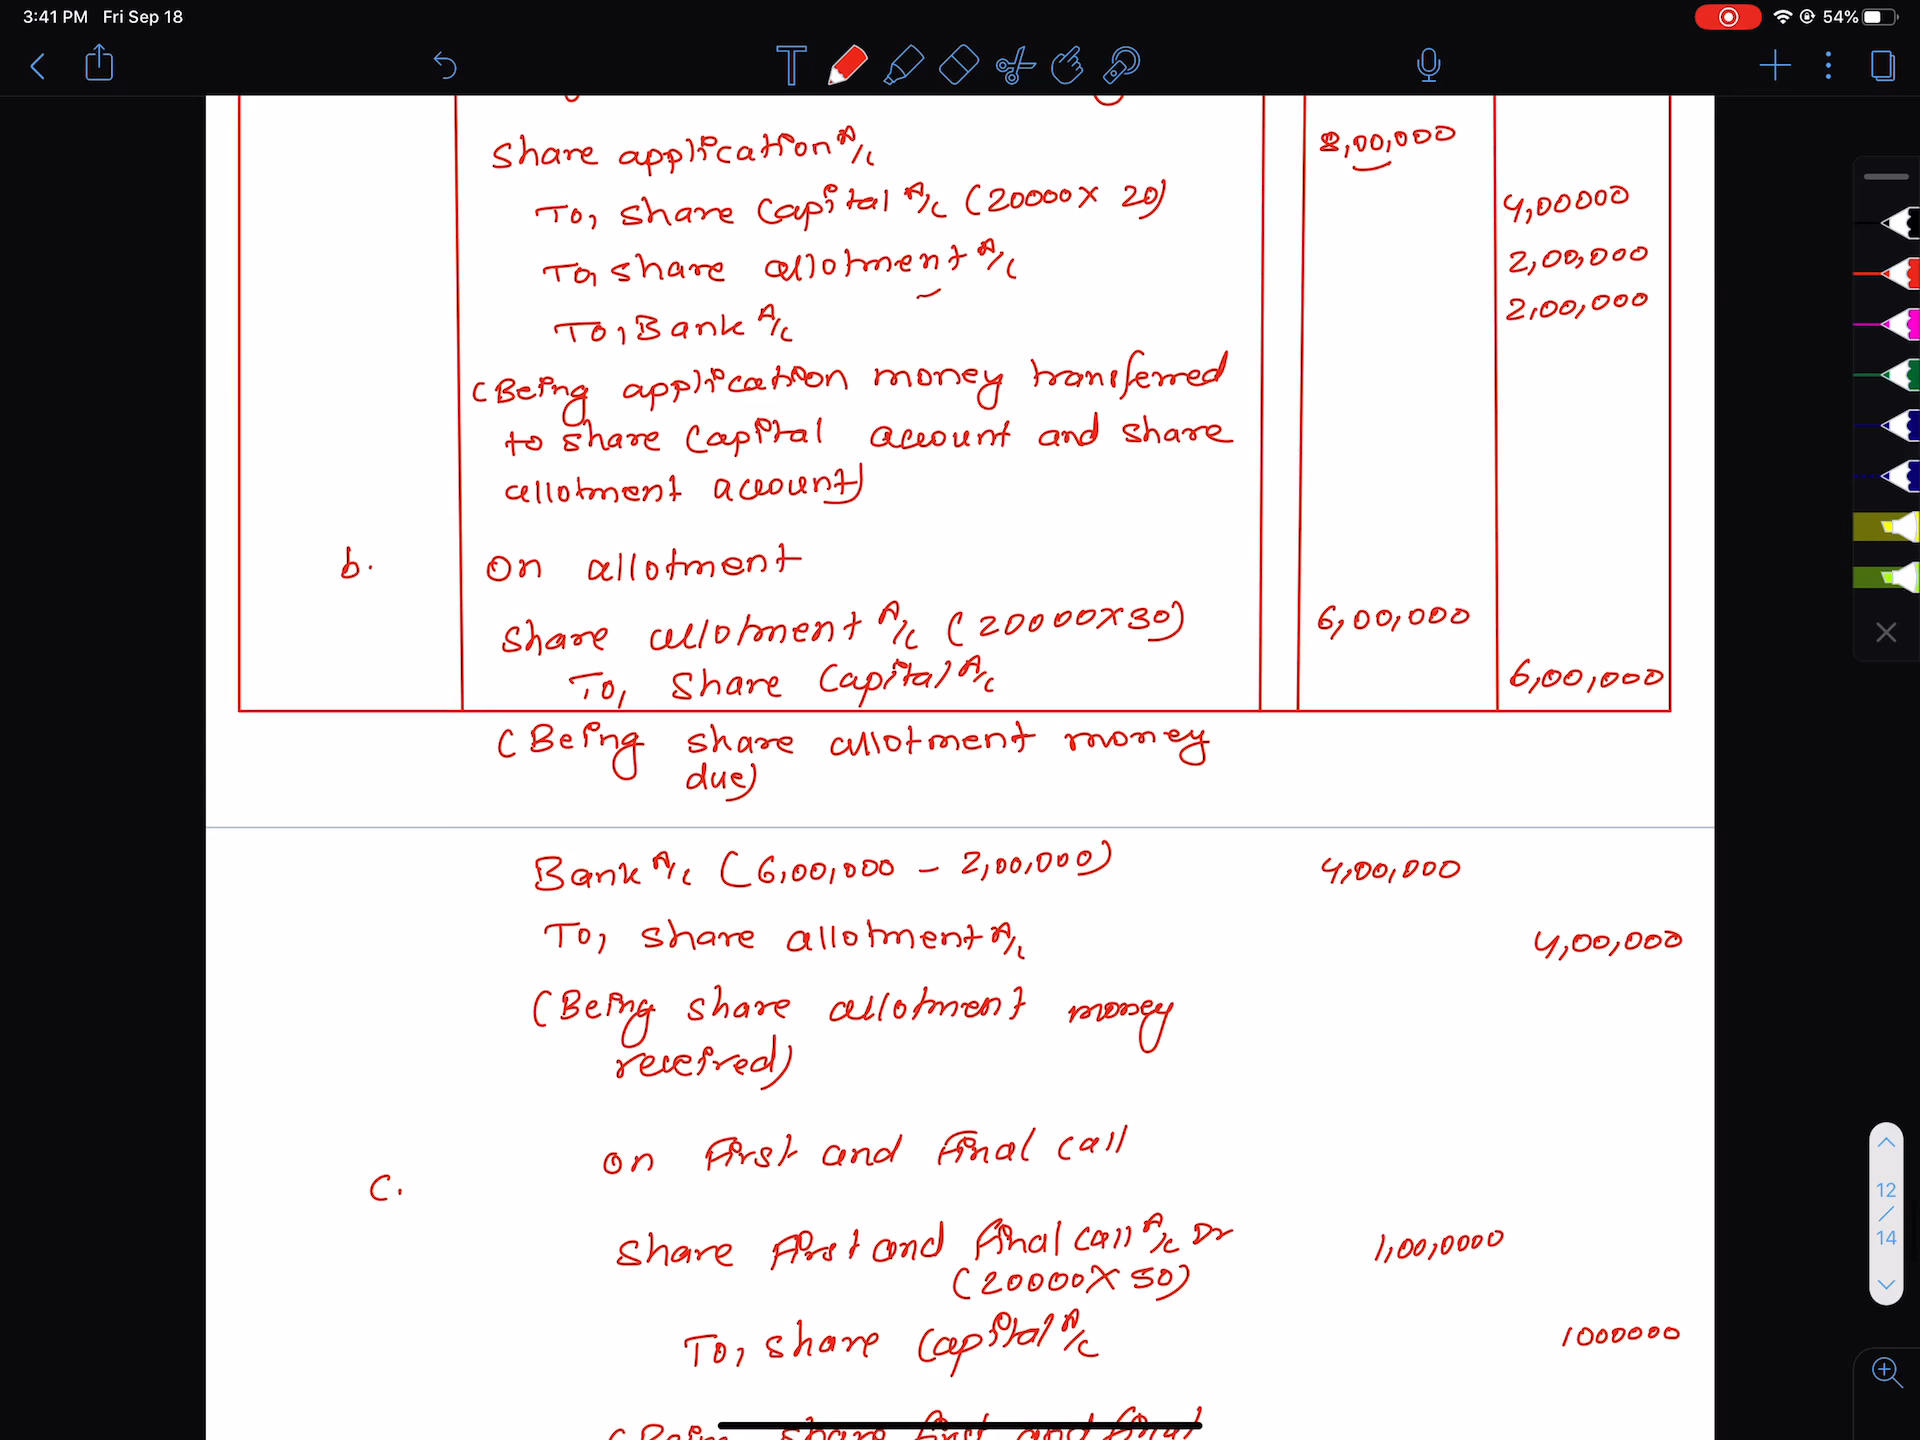 3:41 PM Fri Sep 18
54%
T
Share application A/c 8,00,000
To, share Capital A/c (20000 X 20) 4,00000
To, share allotment A/c 2,00,000
To, Bank A/c 2,00,000
(Being application money transferred
to share Capital account and share
allotment account)
b. On allotment
Share allotment A/c (20000X30) 6,00,000
To, Share Capital A/c 6,00,000
(Being share allotment money
due)
Bank A/c (6,00,000 - 2,00,000) 4,00,000
To, share allotment A/c 4,00,000
(Being share allotment money
received)
c. On First and Final call
Share First and final call A/c Dr 1,00,0000
(20000X 50)
To, share Capital A/c 1000000
(Being share first and final
12
/
14